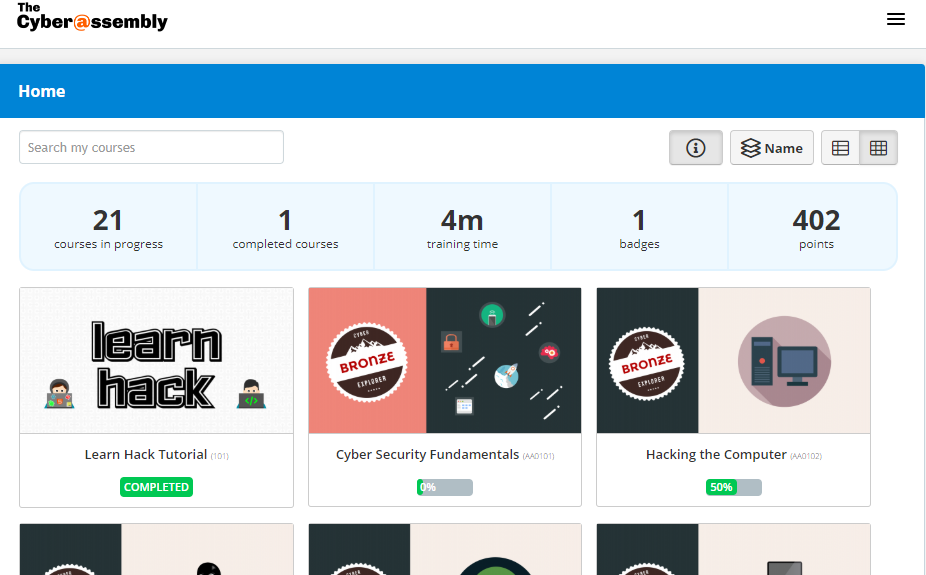 The
Cyber@ssembly
Home
Search my courses
Name
21
courses in progress
1
completed courses
4m
training time
1
badges
402
points
learn
hack
Learn Hack Tutorial (101)
COMPLETED
CYBER
BRONZE
EXPLORER
Cyber Security Fundamentals (AA0101)
0%
CYBER
BRONZE
EXPLORER
Hacking the Computer (AA0102)
50%